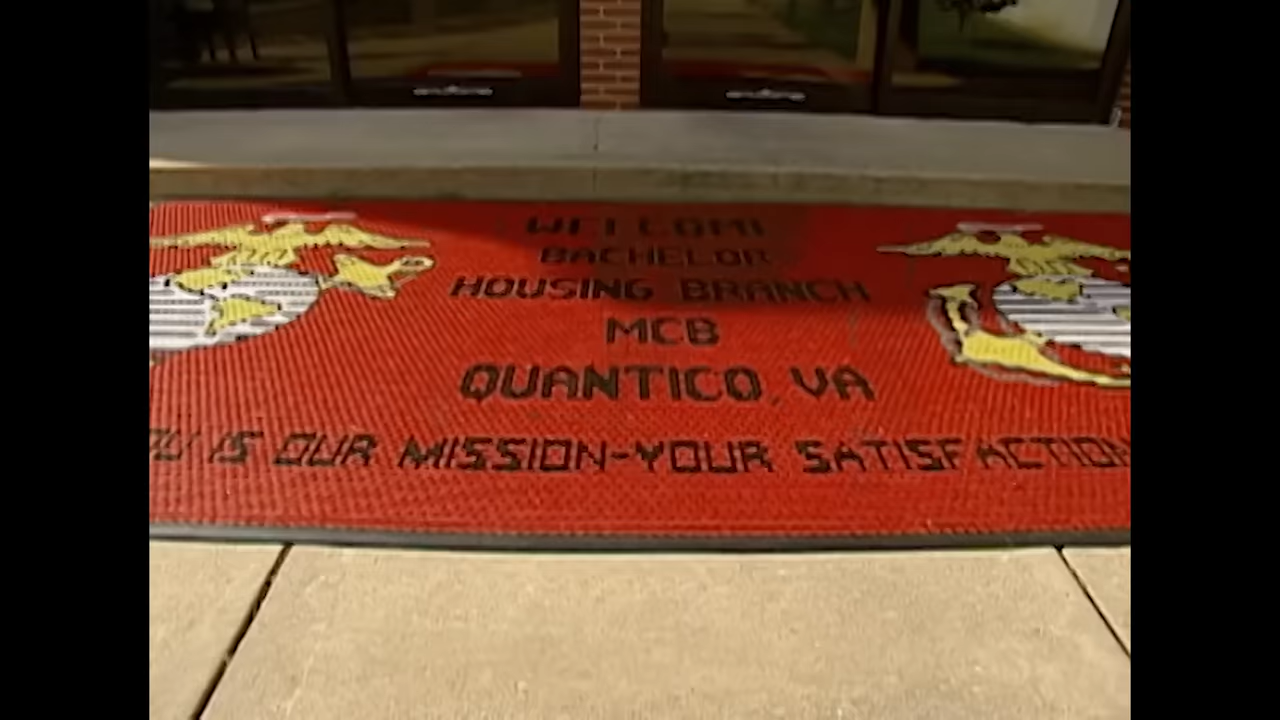 WELCOME
BACHELOR
HOUSING BRANCH
MCB
QUANTICO, VA
IS OUR MISSION-YOUR SATISFACTION